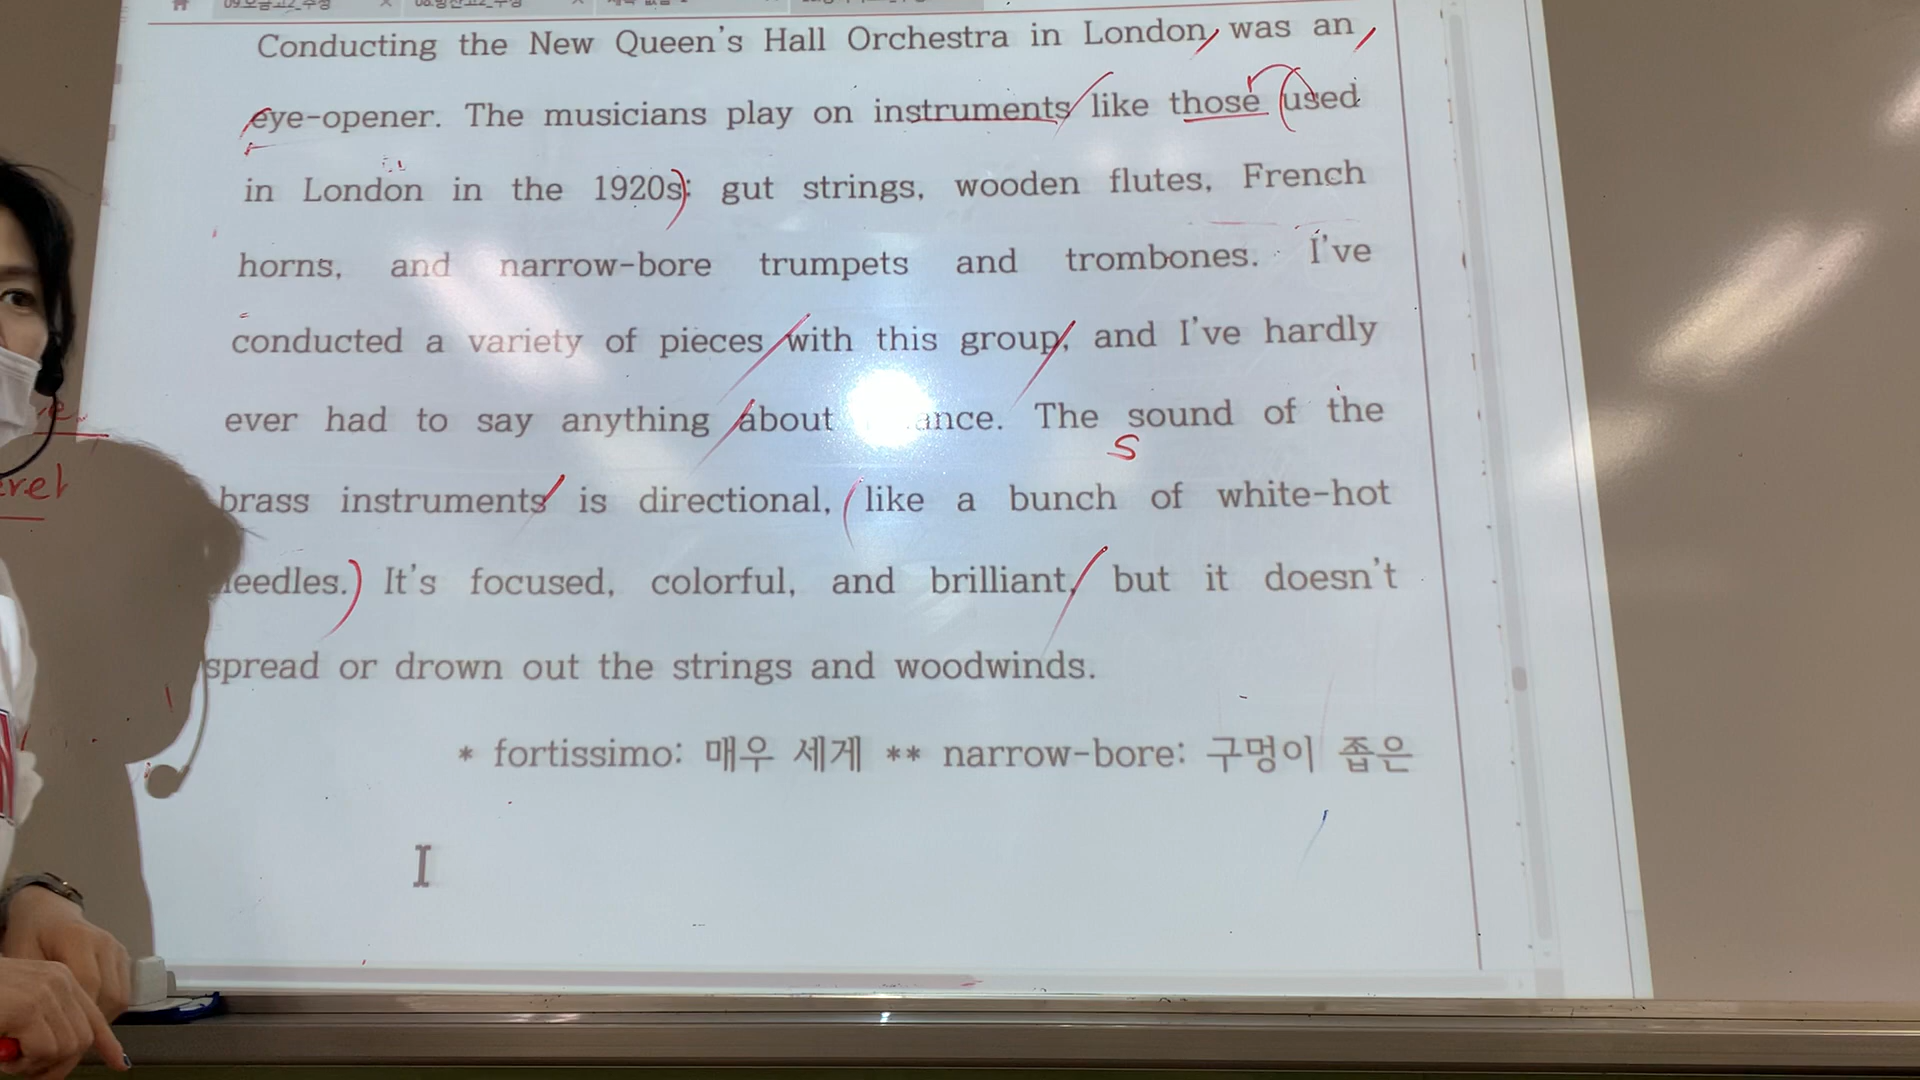 Conducting the New Queen's Hall Orchestra in London, was an
eye-opener. The musicians play on instruments like those used
in London in the 1920s: gut strings, wooden flutes, French
horns, and narrow-bore trumpets and trombones. I've
conducted a variety of pieces with this group, and I've hardly
ever had to say anything about
The sound of the
S
brass instruments is directional, like a bunch of white-hot
It's focused, colorful, and brilliant, but it doesn't
spread or drown out the strings and woodwinds.
* fortissimo: 매우 세게 ** narrow-bore: 구멍이 좁은